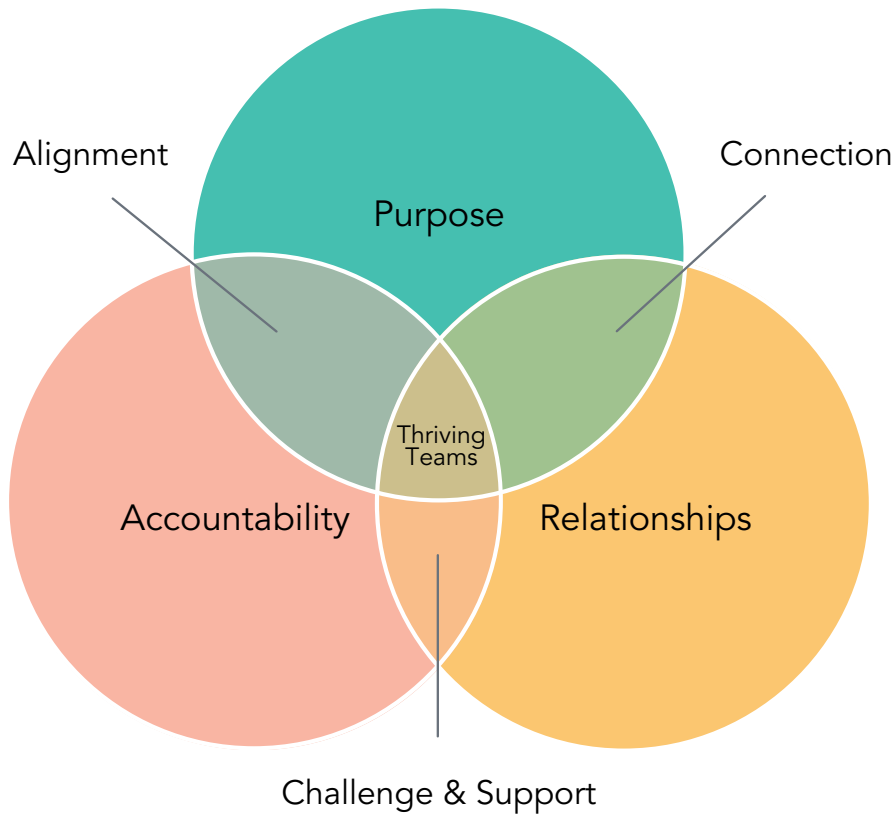 Alignment
Connection
Purpose
Thriving
Teams
Accountability
Relationships
Challenge & Support